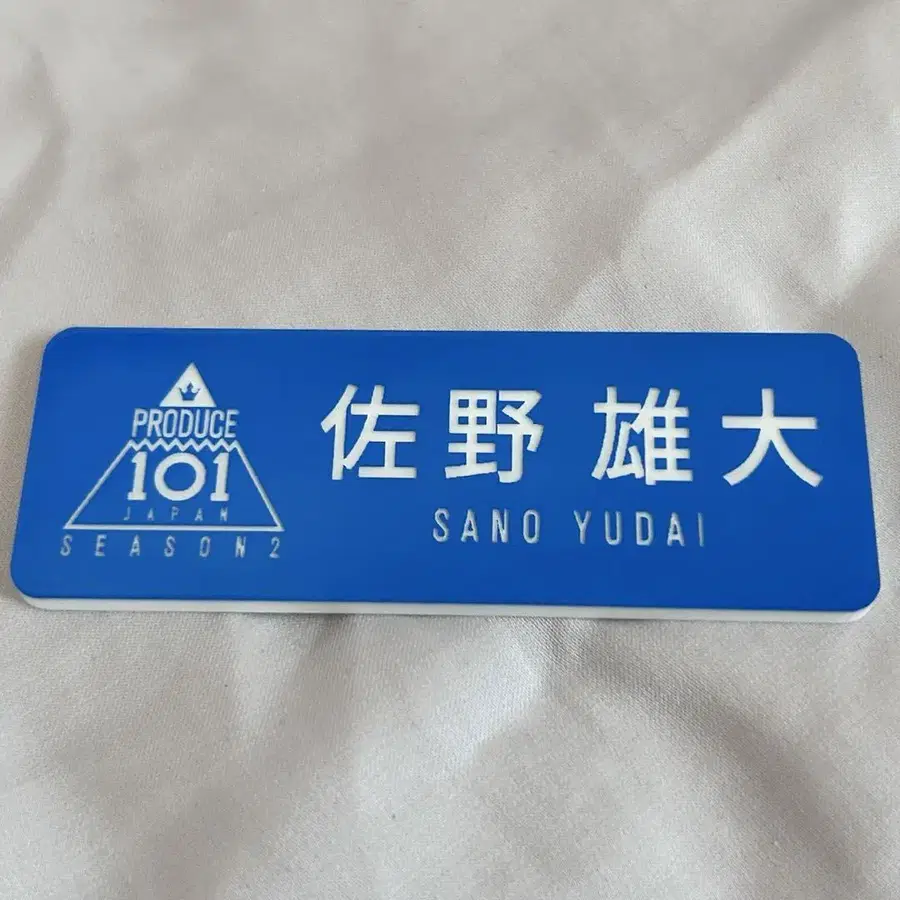 PRODUCE
101
JAPAN
SEASON2
佐野 雄大
SANO YUDAI